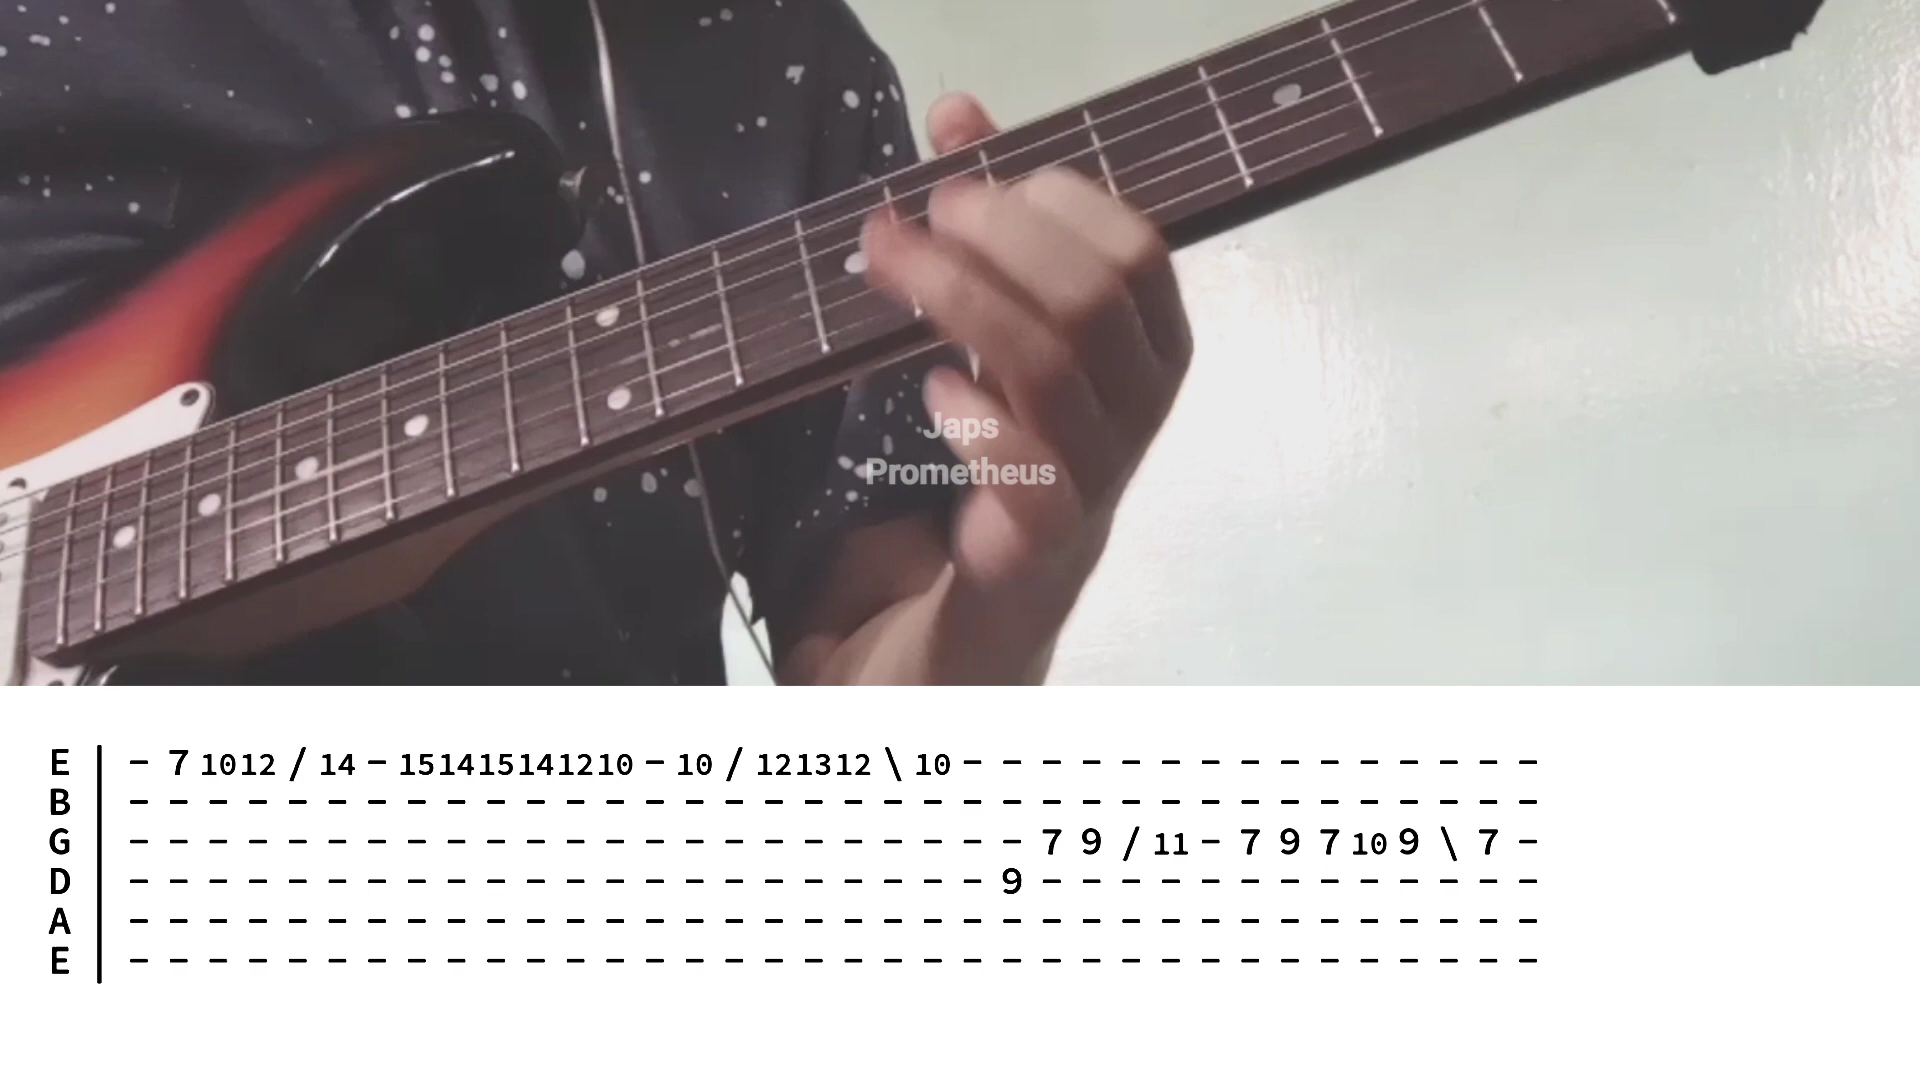 Japs
Prometheus
E | - 7 10 12 / 14 - 15 14 15 14 12 10 - 10 / 12 13 12 \ 10 - - - - - - - - - - - - - - -
B | - - - - - - - - - - - - - - - - - - - - - - - - - - - - - - - - - - - -
G | - - - - - - - - - - - - - - - - - - - - - - - 7 9 / 11 - 7 9 7 10 9 \ 7 -
D | - - - - - - - - - - - - - - - - - - - - - - 9 - - - - - - - - - - - - -
A | - - - - - - - - - - - - - - - - - - - - - - - - - - - - - - - - - - - -
E | - - - - - - - - - - - - - - - - - - - - - - - - - - - - - - - - - - - -